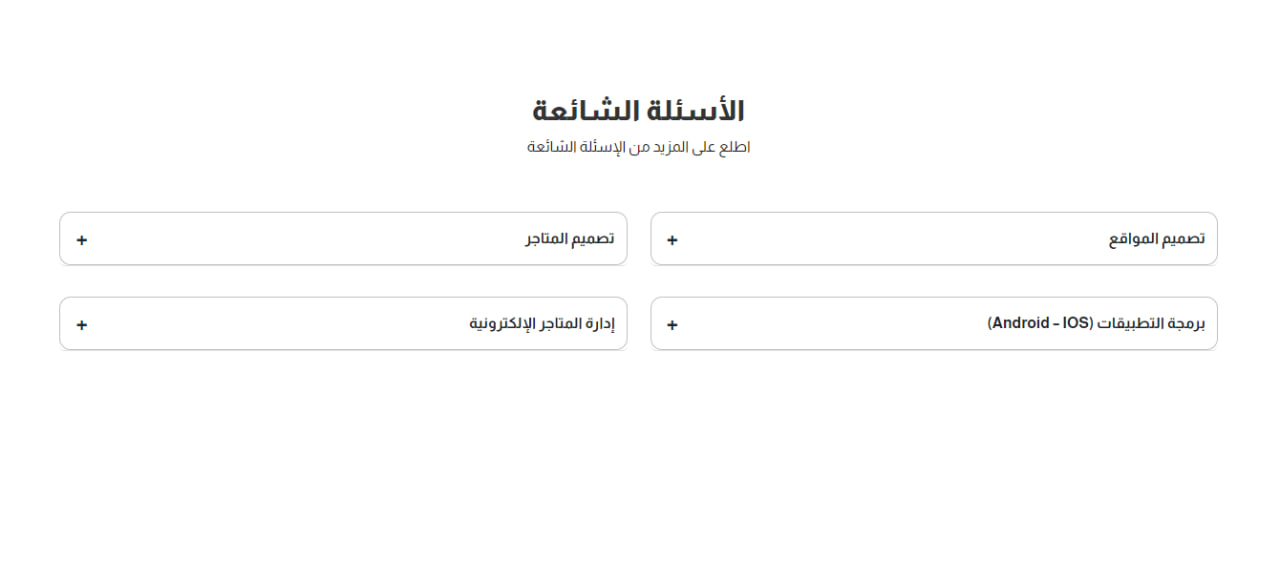 الأسئلة الشائعة
اطلع على المزيد من الإسئلة الشائعة
تصميم المواقع +
تصميم المتاجر +
برمجة التطبيقات (Android – IOS) +
إدارة المتاجر الإلكترونية +